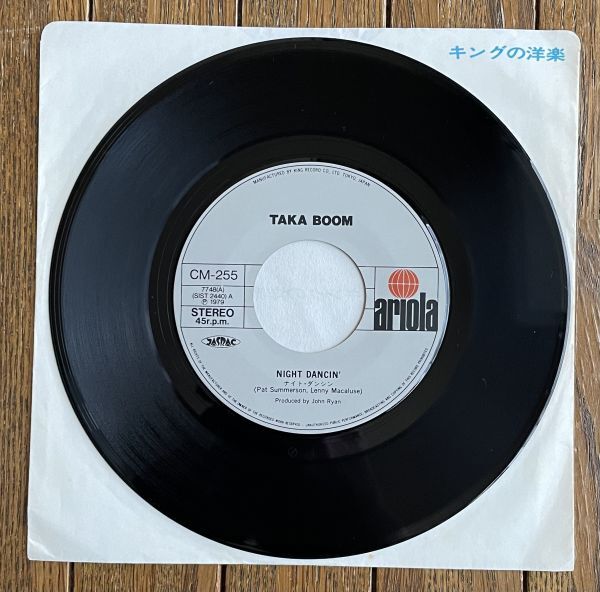 キングの洋楽
MANUFACTURED BY KING RECORD CO., LTD. TOKYO, JAPAN
TAKA BOOM
CM-255
7748(A)
(SIST 2440) A
Ⓟ 1979
STEREO
45r.p.m.
JASRAC
ariola
NIGHT DANCIN'
ナイト・ダンシン
(Pat Summerson, Lenny Macaluse)
Produced by John Ryan